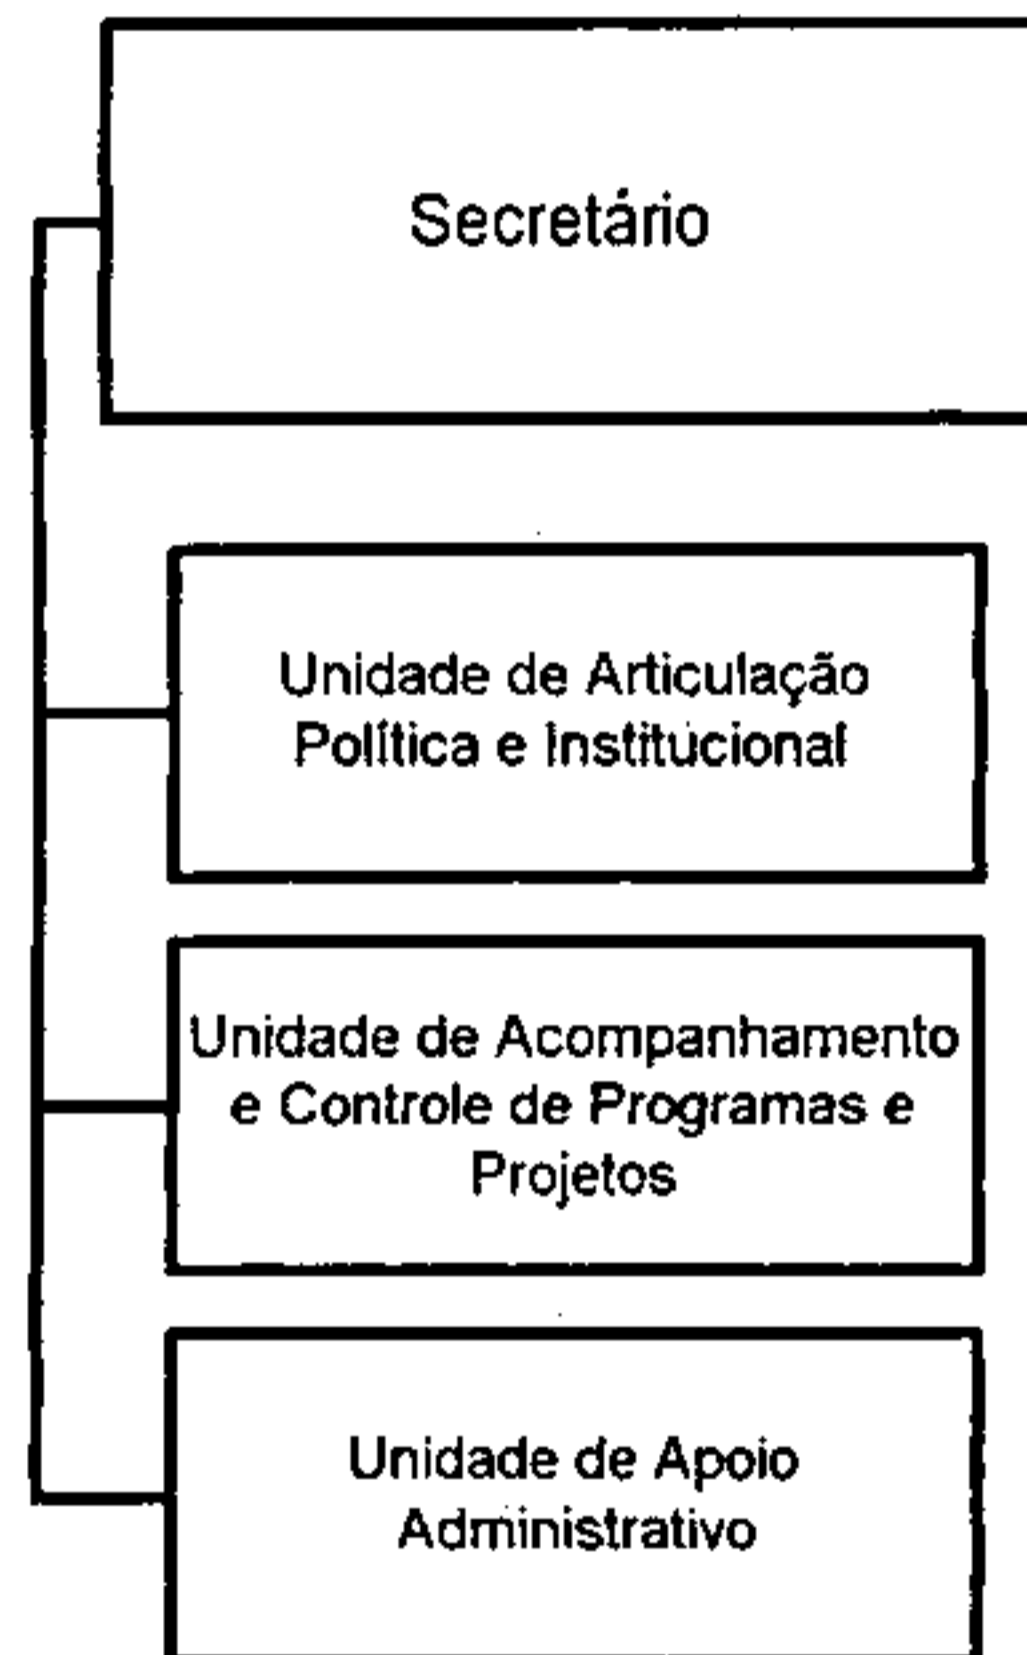 Secretário
Unidade de Articulação
Política e Institucional
Unidade de Acompanhamento
e Controle de Programas e
Projetos
Unidade de Apoio
Administrativo